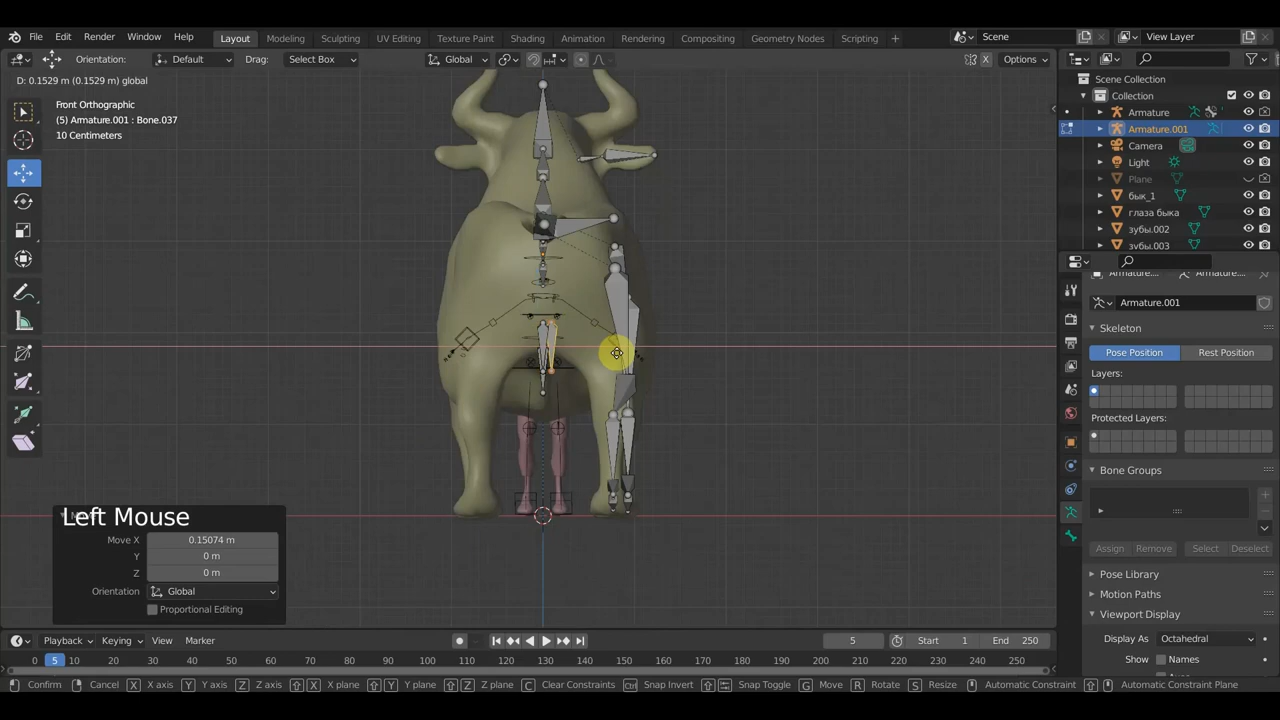 File Edit Render Window Help Layout Modeling Sculpting UV Editing Texture Paint Shading Animation Rendering Compositing Geometry Nodes Scripting + Scene View Layer
Orientation: Default Drag: Select Box Global X Options
D: 0.1529 m (0.1529 m) global
Front Orthographic
(5) Armature.001 : Bone.037
10 Centimeters
Scene Collection
Collection
Armature
Armature.001
Camera
Light
Plane
бык_1
глаза быка
зубы.002
зубы.003
Armature.... Armature....
Armature.001
Skeleton
Pose Position Rest Position
Layers:
Protected Layers:
Bone Groups
Assign Remove Select Deselect
Pose Library
Motion Paths
Viewport Display
Display As Octahedral
Show Names
Left Mouse
Move X 0.15074 m
Y 0 m
Z 0 m
Orientation Global
Proportional Editing
Playback Keying View Marker 5 Start 1 End 250
0 5 10 20 30 40 50 60 70 80 90 100 110 120 130 140 150 160 170 180 190 200 210 220 230 240 250
Confirm Cancel X X axis Y Y axis Z Z axis X X plane Y Y plane Z Z plane C Clear Constraints Ctrl Snap Invert Snap Toggle G Move R Rotate S Resize Automatic Constraint Automatic Constraint Plane